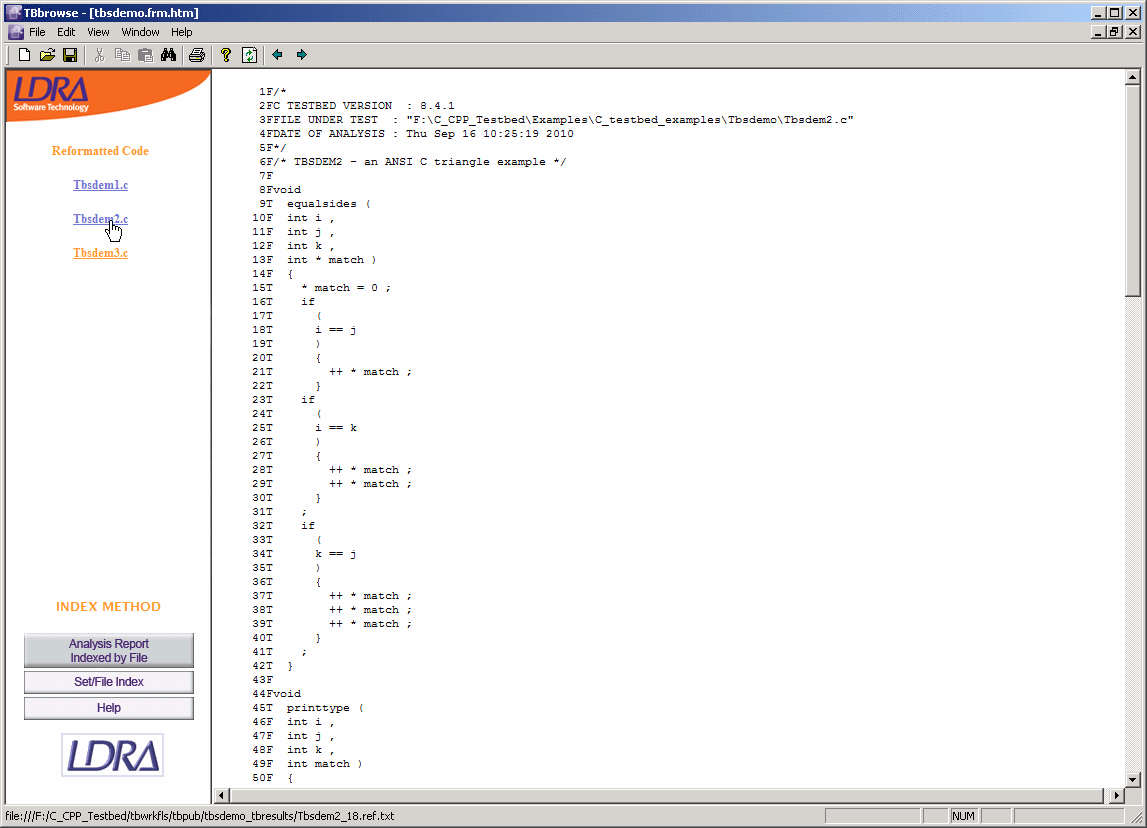 TBbrowse - [tbsdemo.frm.htm]
File Edit View Window Help
LDRA
Software Technology
Reformatted Code
Tbsdem1.c
Tbsdem2.c
Tbsdem3.c
INDEX METHOD
Analysis Report
Indexed by File
Set/File Index
Help
LDRA
1F/*
2FC TESTBED VERSION : 8.4.1
3FFILE UNDER TEST : "F:\C_CPP_Testbed\Examples\C_testbed_examples\Tbsdemo\Tbsdem2.c"
4FDATE OF ANALYSIS : Thu Sep 16 10:25:19 2010
5F*/
6F/* TBSDEM2 - an ANSI C triangle example */
7F
8Fvoid
9T equalsides (
10F int i ,
11F int j ,
12F int k ,
13F int * match )
14F {
15T * match = 0 ;
16T if
17T (
18T i == j
19T )
20T {
21T ++ * match ;
22T }
23T if
24T (
25T i == k
26T )
27T {
28T ++ * match ;
29T ++ * match ;
30T }
31T ;
32T if
33T (
34T k == j
35T )
36T {
37T ++ * match ;
38T ++ * match ;
39T ++ * match ;
40T }
41T ;
42T }
43F
44Fvoid
45T printtype (
46F int i ,
47F int j ,
48F int k ,
49F int match )
50F {
file:///F:/C_CPP_Testbed/tbwrkfls/tbpub/tbsdemo_tbresults/Tbsdem2_18.ref.txt
NUM